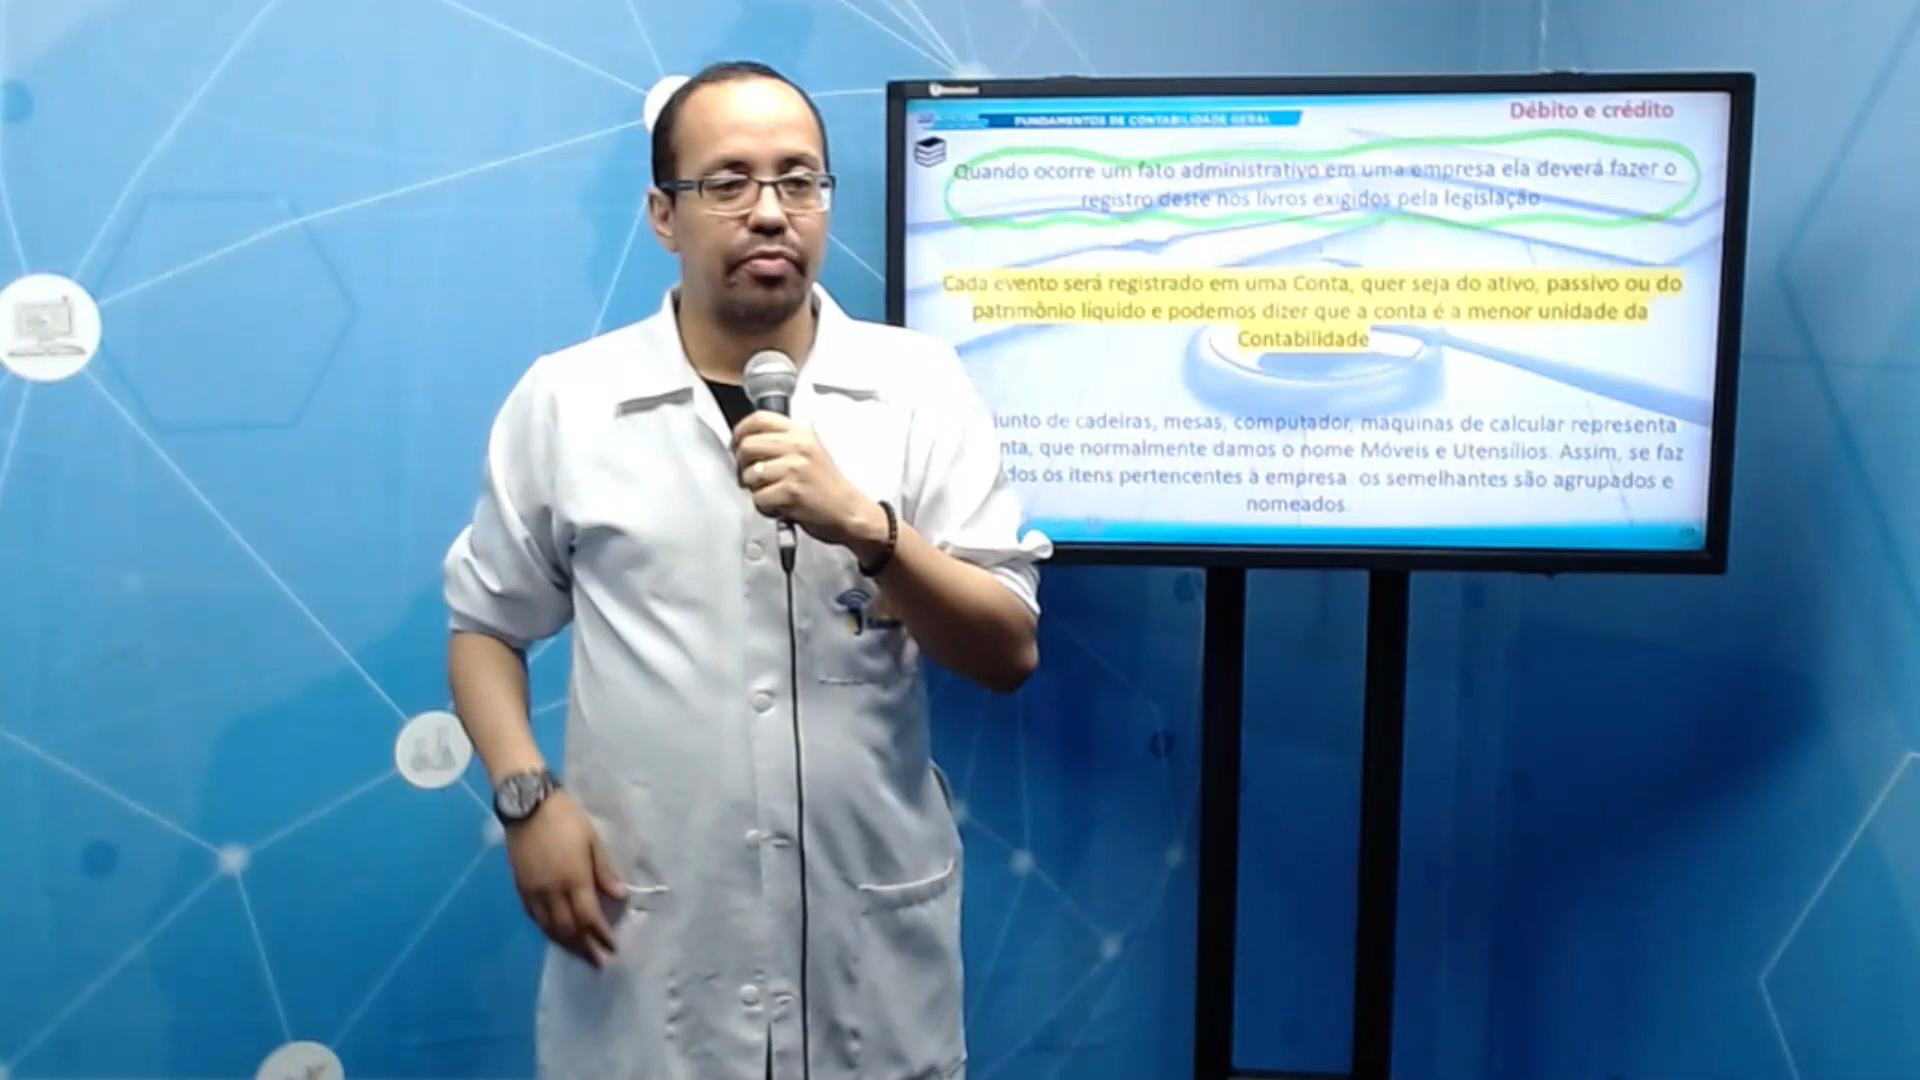 FUNDAMENTOS DE CONTABILIDADE GERAL
Débito e crédito
Quando ocorre um fato administrativo em uma empresa ela deverá fazer o
registro deste nos livros exigidos pela legislação
Cada evento será registrado em uma Conta, quer seja do ativo, passivo ou do
patrimônio líquido e podemos dizer que a conta é a menor unidade da
Contabilidade
junto de cadeiras, mesas, computador, máquinas de calcular representa
nta, que normalmente damos o nome Móveis e Utensílios. Assim, se faz
dos os itens pertencentes à empresa os semelhantes são agrupados e
nomeados.